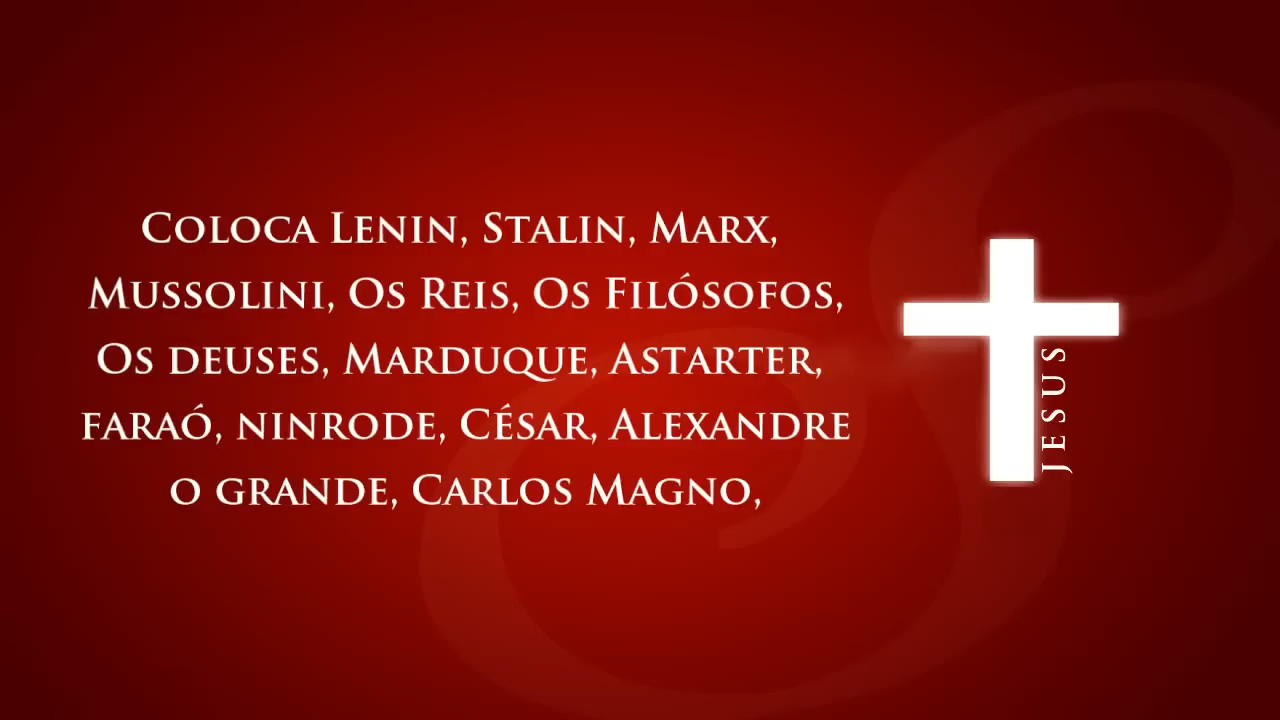 Coloca Lenin, Stalin, Marx,
Mussolini, Os Reis, Os Filósofos,
Os deuses, Marduque, Astarter,
faraó, ninrode, César, Alexandre
o grande, Carlos Magno,
JESUS